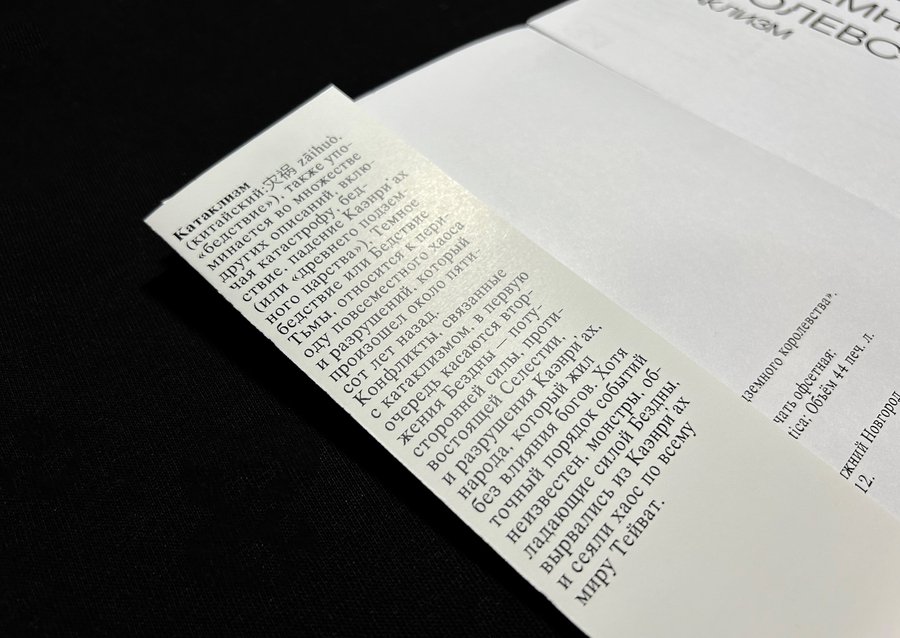 Катаклизм
(китайский:灾祸 zāihuò,
«бедствие»), также упо-
минается во множестве
других описаний, вклю-
чая катастрофу, бед-
ствие, падение Каэнри'ах
(или «древнего подзем-
ного царства»); Темное
бедствие или Бедствие
Тьмы, относится к пери-
оду повсеместного хаоса
и разрушений, который
произошел около пяти-
сот лет назад.
Конфликты, связанные
с катаклизмом, в первую
очередь касаются втор-
жения Бездны — поту-
сторонней силы, проти-
востоящей Селестии —
и разрушения Каэнри'ах,
народа, который жил
без влияния богов. Хотя
точный порядок событий
неизвестен, монстры, об-
ладающие силой Бездны,
вырвались из Каэнри'ах
и сеяли хаос по всему
миру Тейват.
ЕМН
ОЛЕВС
КЛИЗМ
земного королевства».
чать офсетная;
tica; Объём 44 печ. л.
жний Новгород
12.